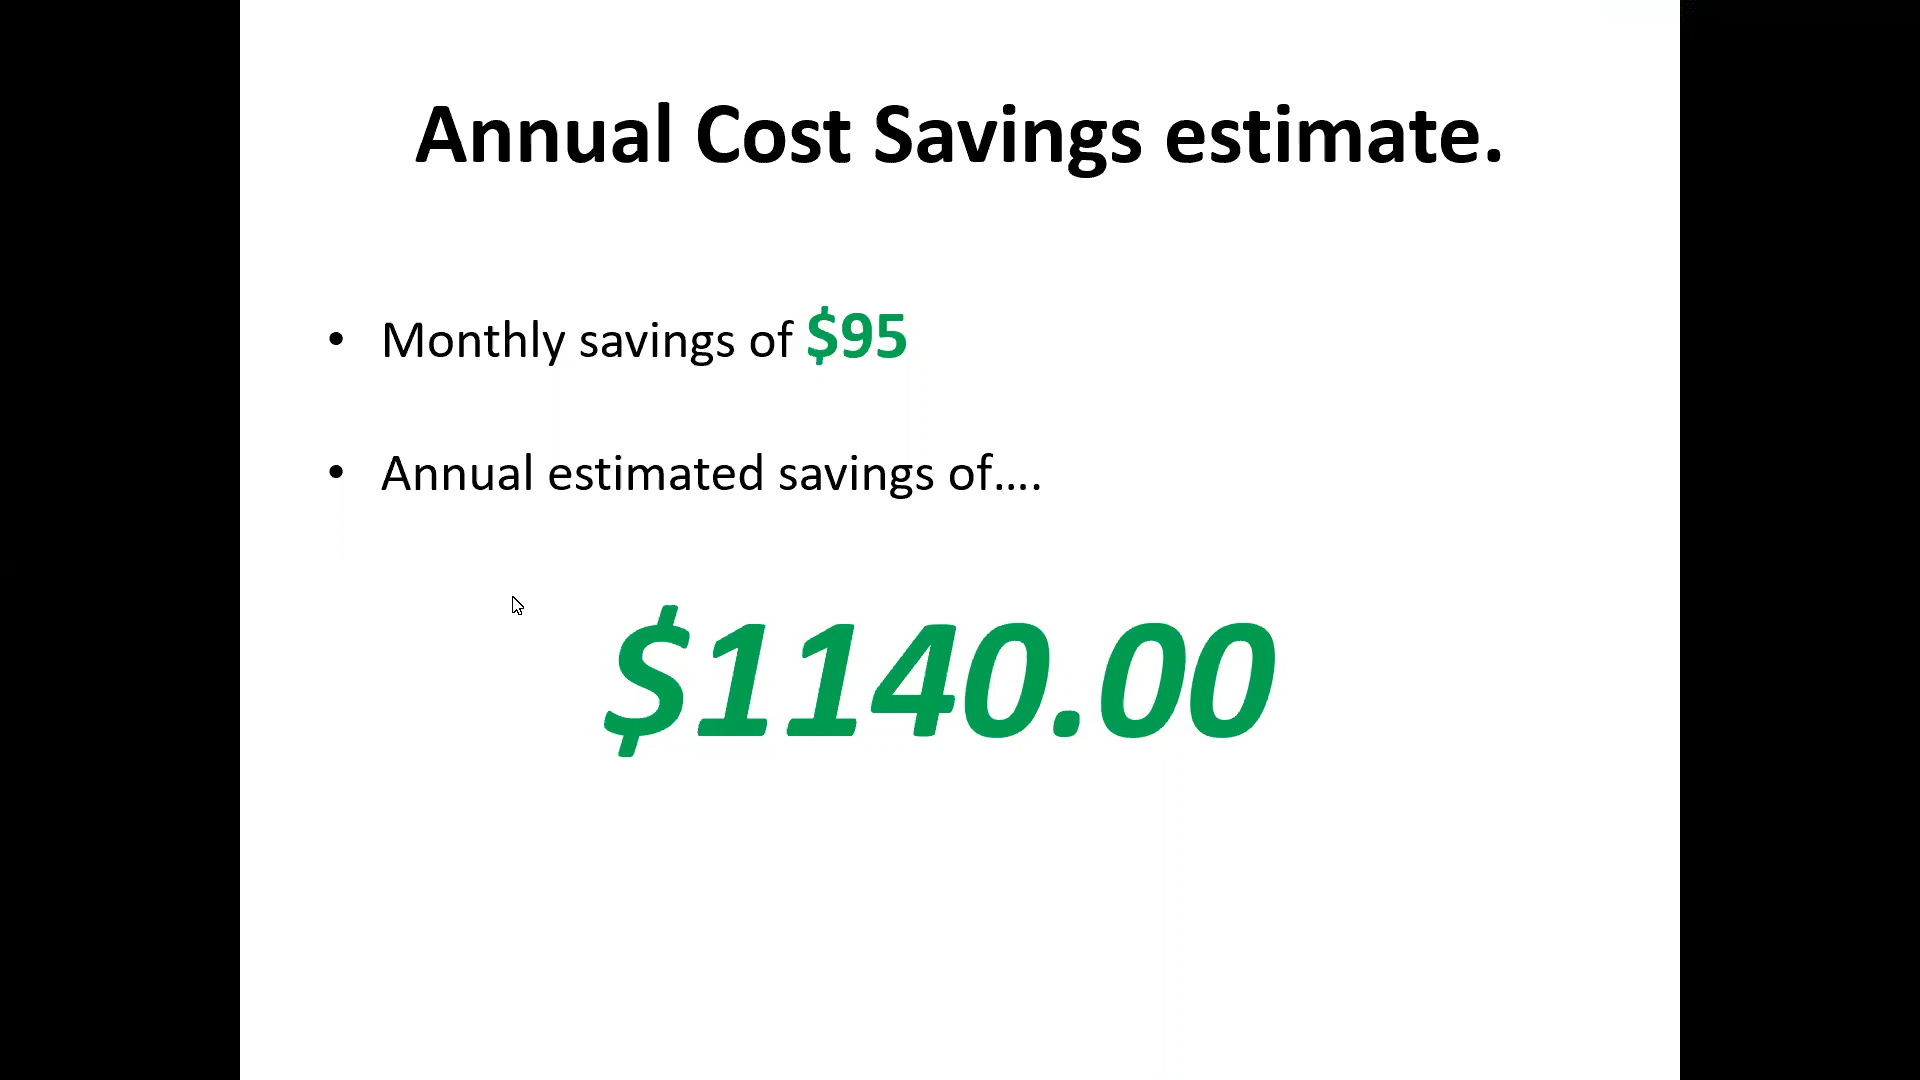 Annual Cost Savings estimate.
• Monthly savings of $95
• Annual estimated savings of....
$1140.00